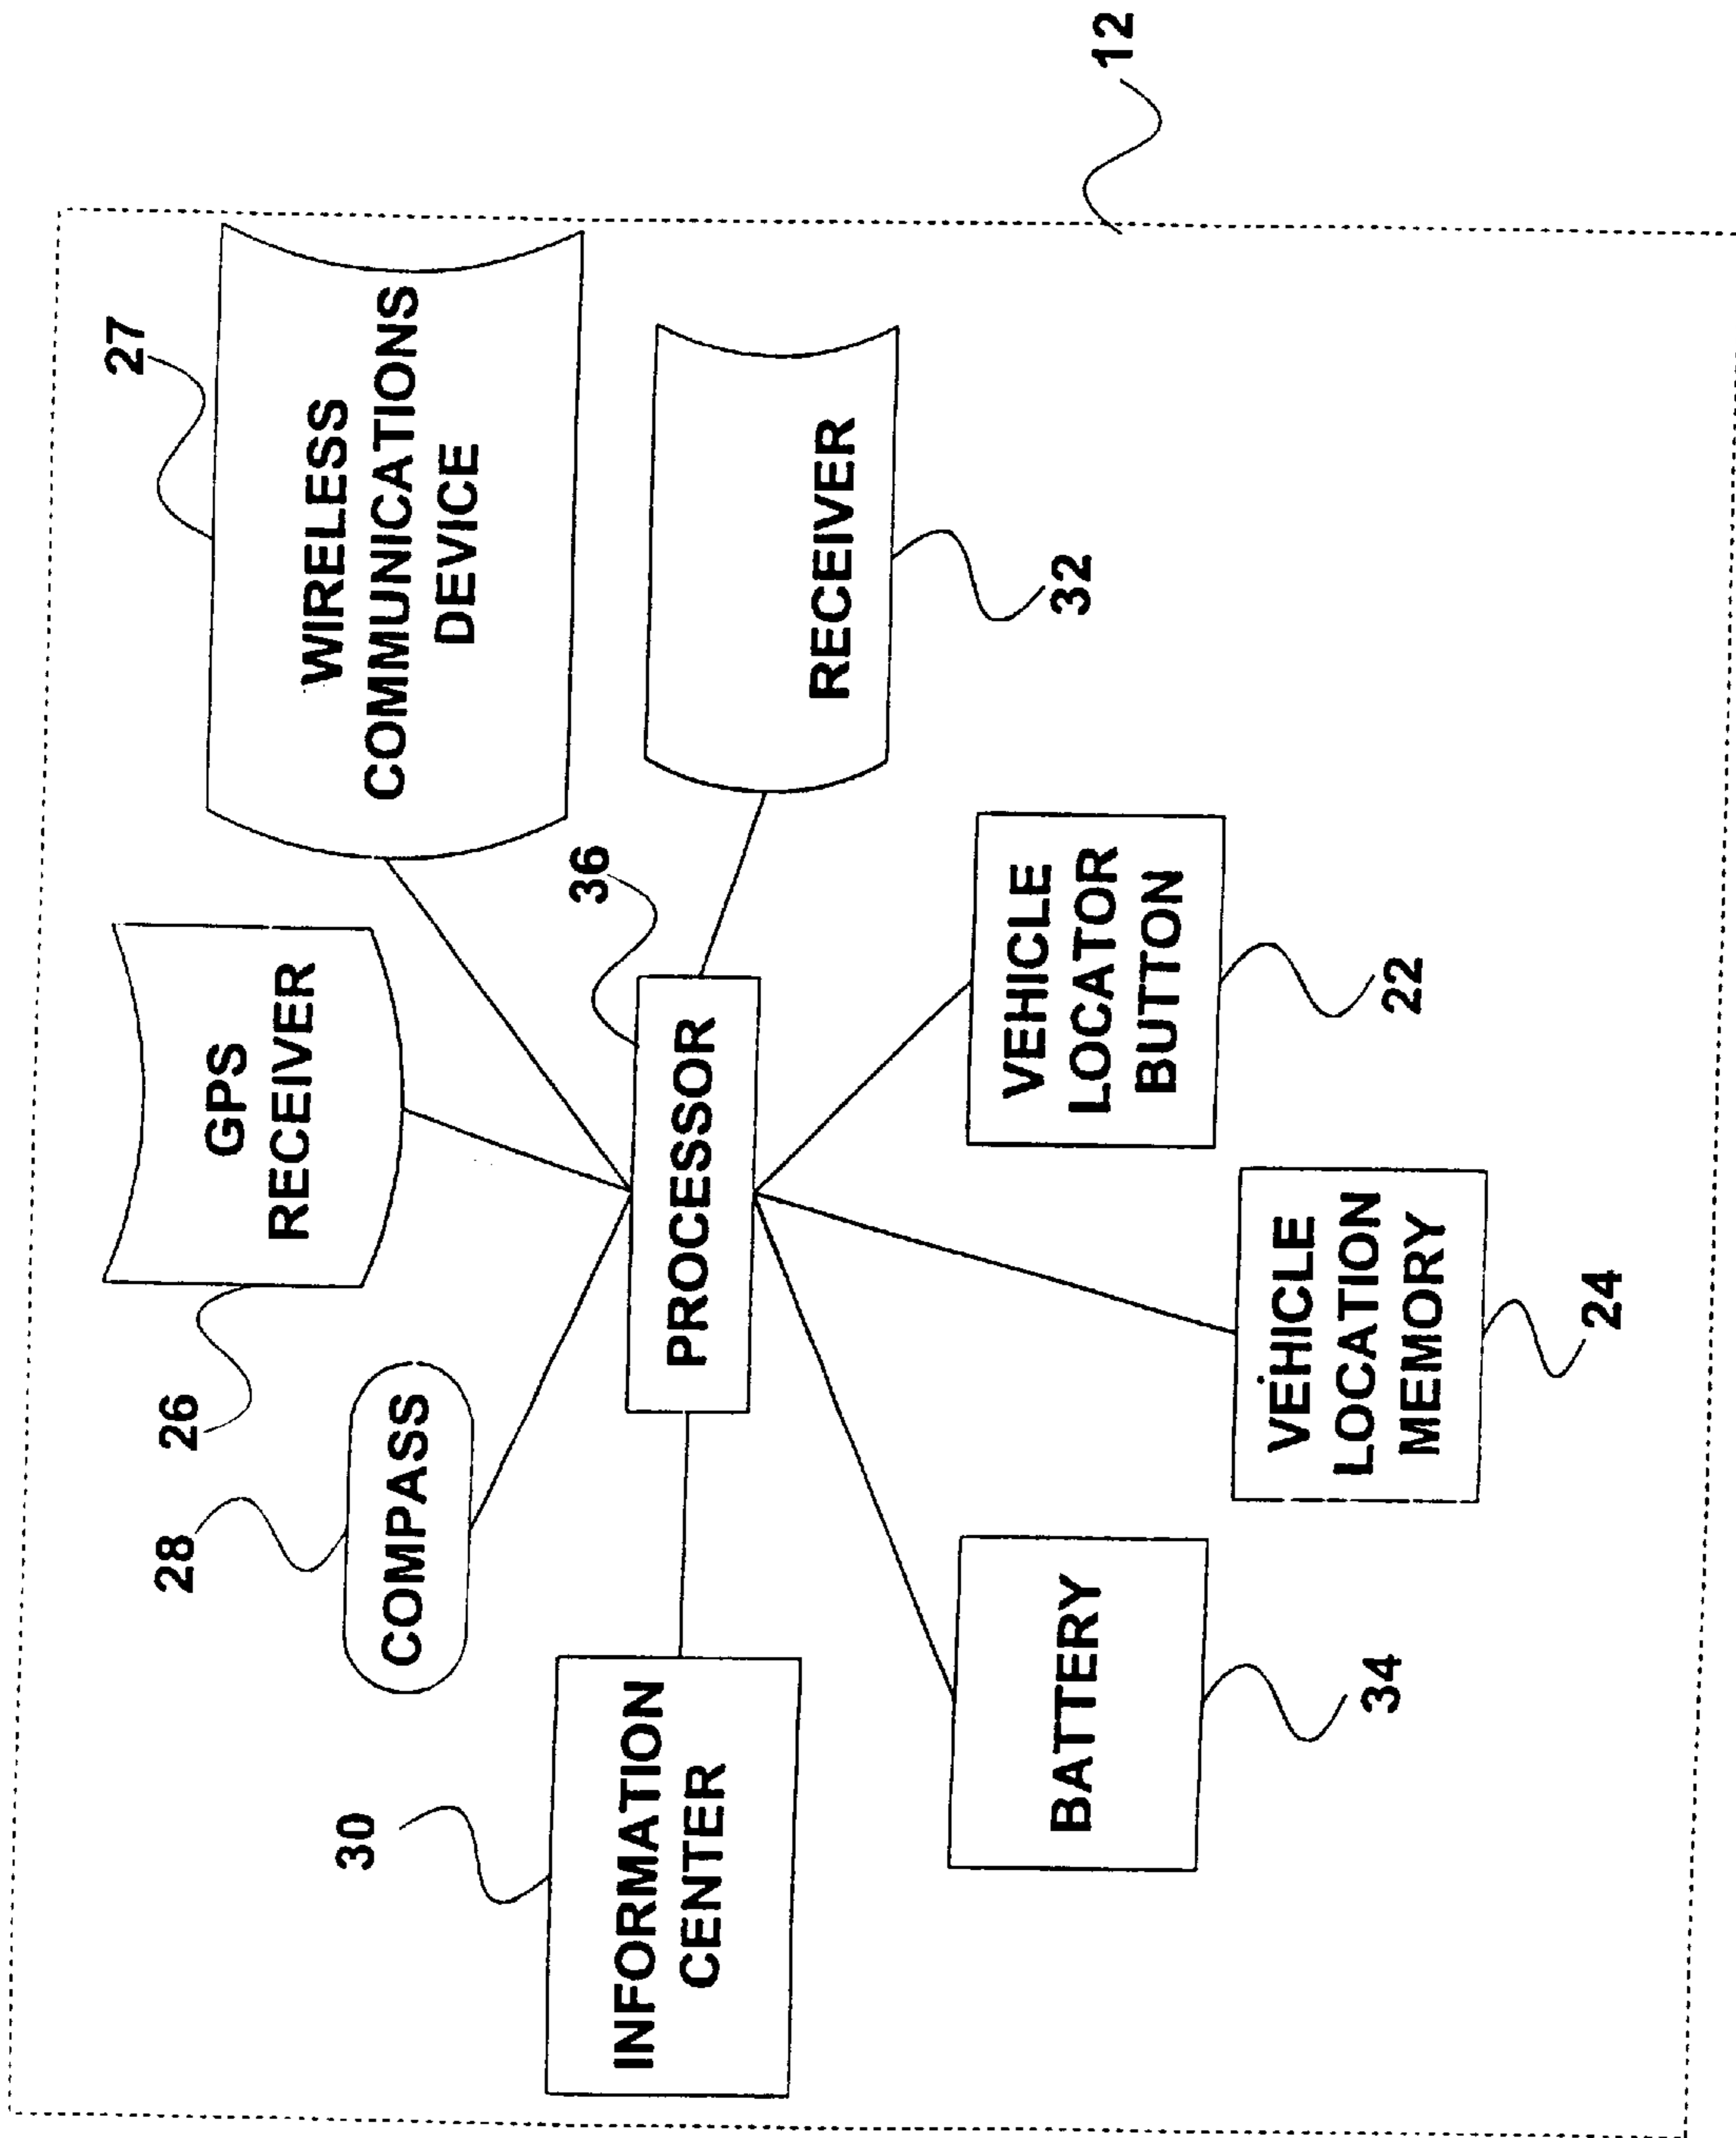 27
WIRELESS
COMMUNICATIONS
DEVICE
12
26
GPS
RECEIVER
28
COMPASS
36
PROCESSOR
RECEIVER
32
30
INFORMATION
CENTER
BATTERY
34
VEHICLE
LOCATION
MEMORY
24
VEHICLE
LOCATOR
BUTTON
22